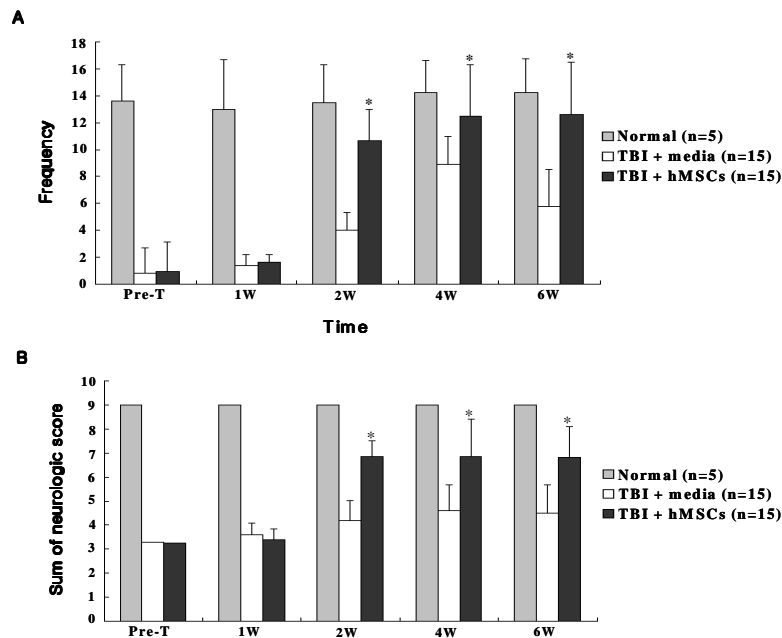 A
18
16
14
12
10
8
6
4
2
0
Frequency
* * *
Pre-T 1W 2W 4W 6W
Time
Normal (n=5)
TBI + media (n=15)
TBI + hMSCs (n=15)
B
10
9
8
7
6
5
4
3
2
1
0
Sum of neurologic score
* * *
Pre-T 1W 2W 4W 6W
Normal (n=5)
TBI + media (n=15)
TBI + hMSCs (n=15)